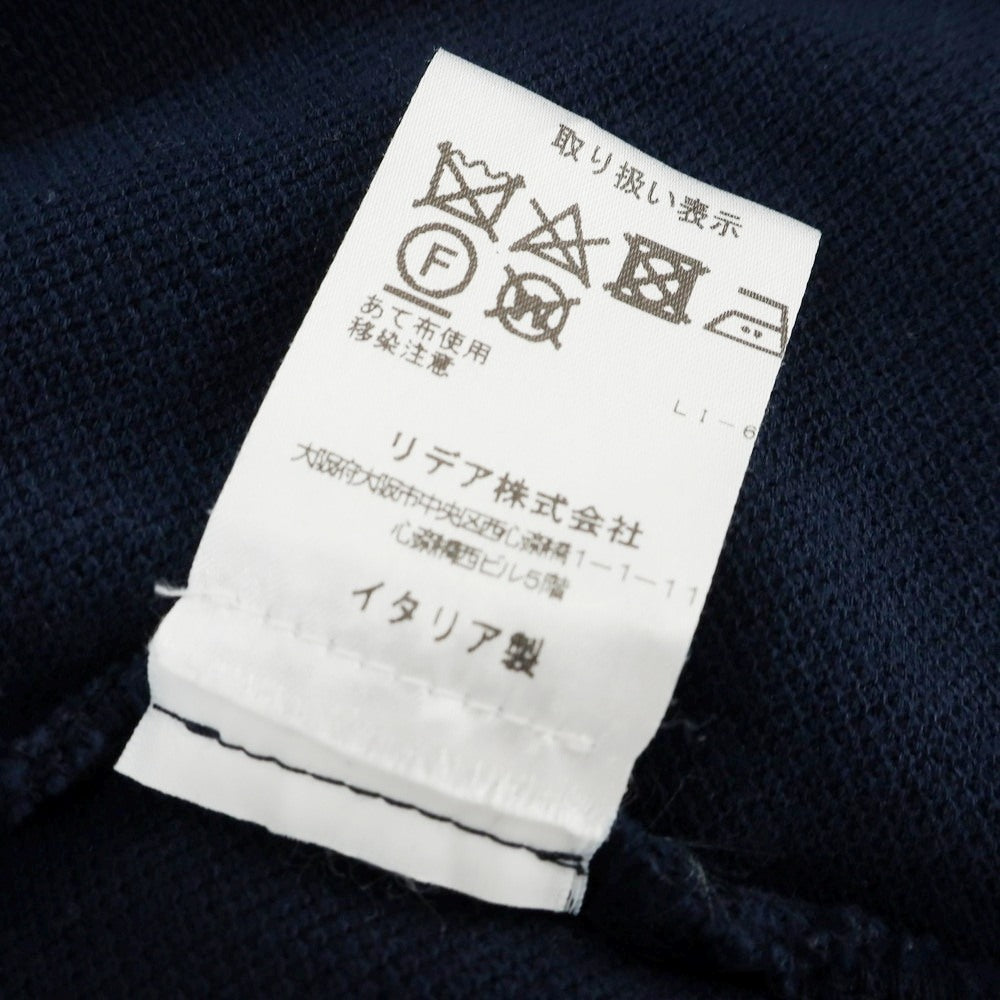 取り扱い表示
F
W
あて布使用
移染注意
LI-6
リデア株式会社
大阪府大阪市中央区西心斎橋1-1-11
心斎橋西ビル5階
イタリア製